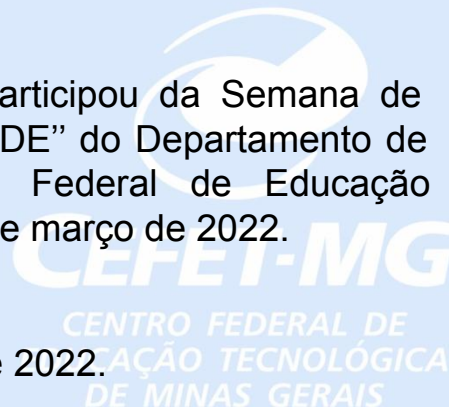 articipou da Semana de
DE” do Departamento de
Federal de Educação
e março de 2022.
CEFET-MG
CENTRO FEDERAL DE
e 2022.
AÇÃO TECNOLÓGICA
DE MINAS GERAIS